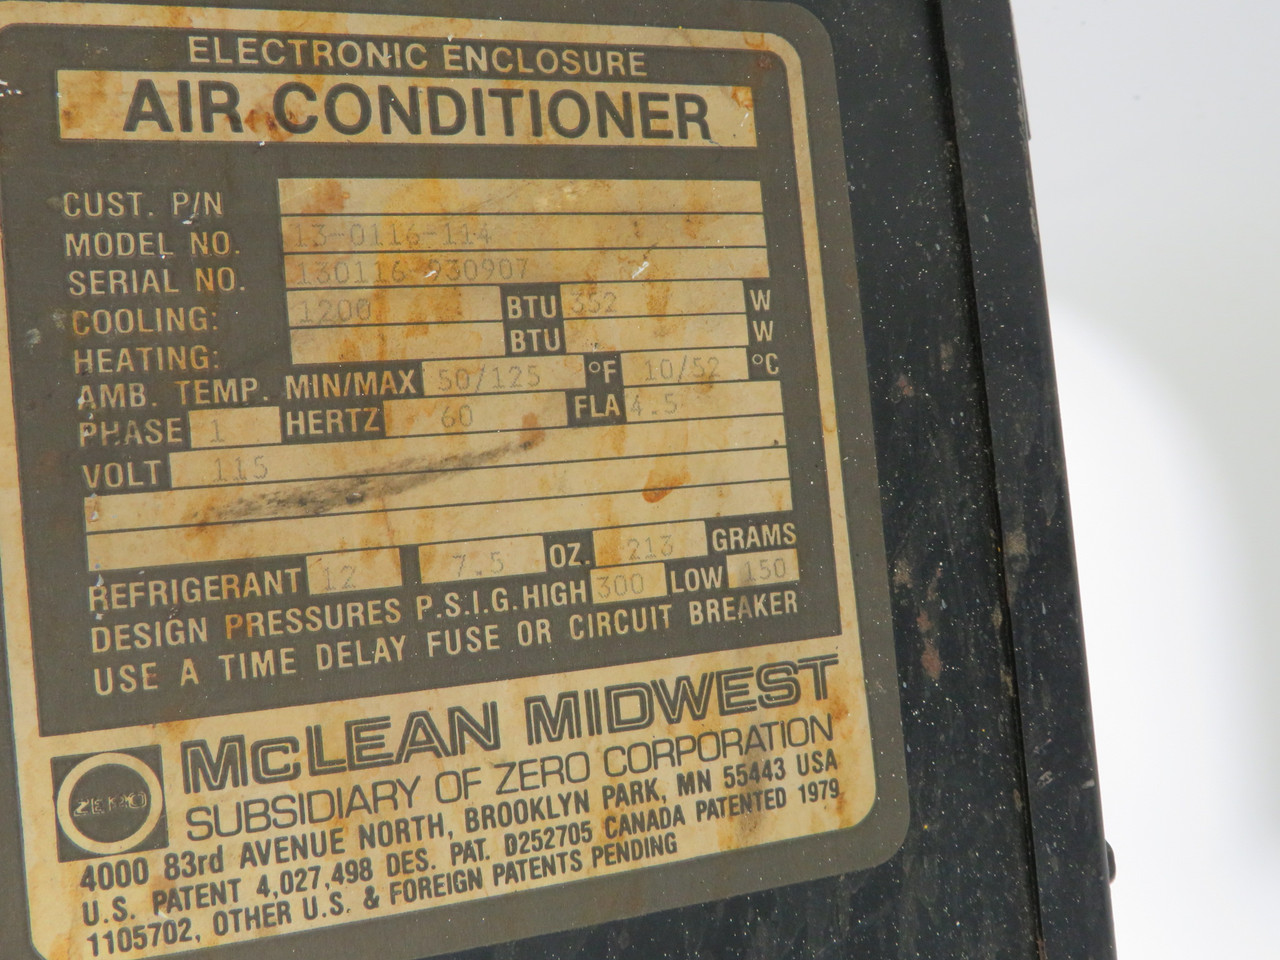 ELECTRONIC ENCLOSURE
AIR CONDITIONER
CUST. P/N
MODEL NO. 13-0116-114
SERIAL NO. 130116-930907
COOLING: 1200 BTU 352 W
HEATING: BTU W
AMB. TEMP. MIN/MAX 50/125 °F 10/52 °C
PHASE 1 HERTZ 60 FLA 4.5
VOLT 115
REFRIGERANT 12 7.5 OZ. 213 GRAMS
DESIGN PRESSURES P.S.I.G. HIGH 300 LOW 150
USE A TIME DELAY FUSE OR CIRCUIT BREAKER
McLEAN MIDWEST
SUBSIDIARY OF ZERO CORPORATION
ZERO
4000 83rd AVENUE NORTH, BROOKLYN PARK, MN 55443 USA
U.S. PATENT 4,027,498 DES. PAT. D252705 CANADA PATENTED 1979
1105702, OTHER U.S. & FOREIGN PATENTS PENDING